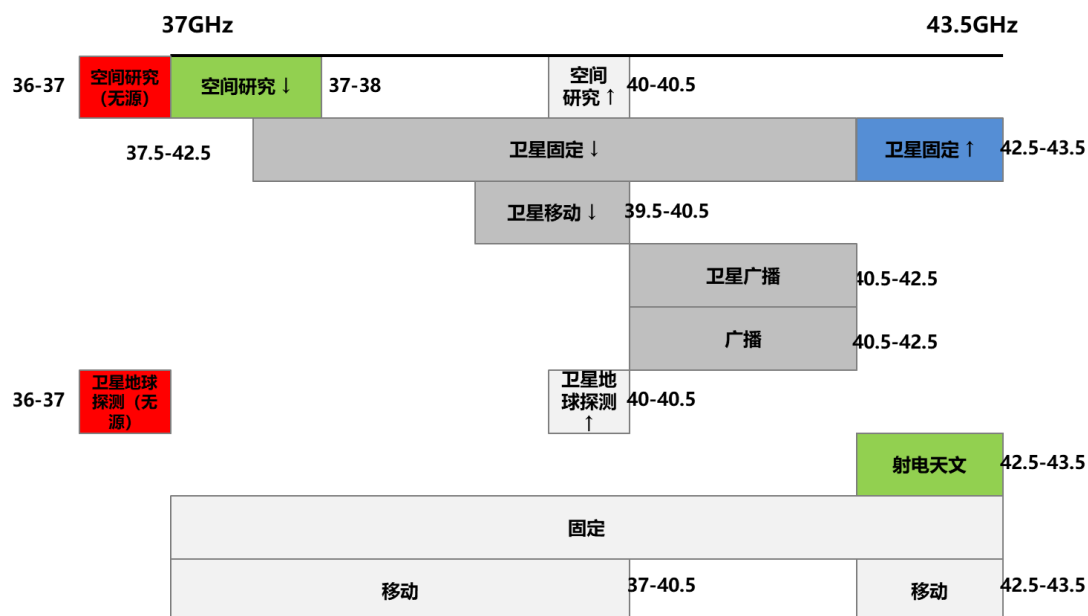 37GHz
43.5GHz
36-37
空间研究
（无源）
空间研究↓
37-38
空间
研究↑
40-40.5
37.5-42.5
卫星固定↓
卫星固定↑
42.5-43.5
卫星移动↓
39.5-40.5
卫星广播
40.5-42.5
广播
40.5-42.5
36-37
卫星地球
探测（无
源）
卫星地
球探测
↑
40-40.5
射电天文
42.5-43.5
固定
移动
37-40.5
移动
42.5-43.5